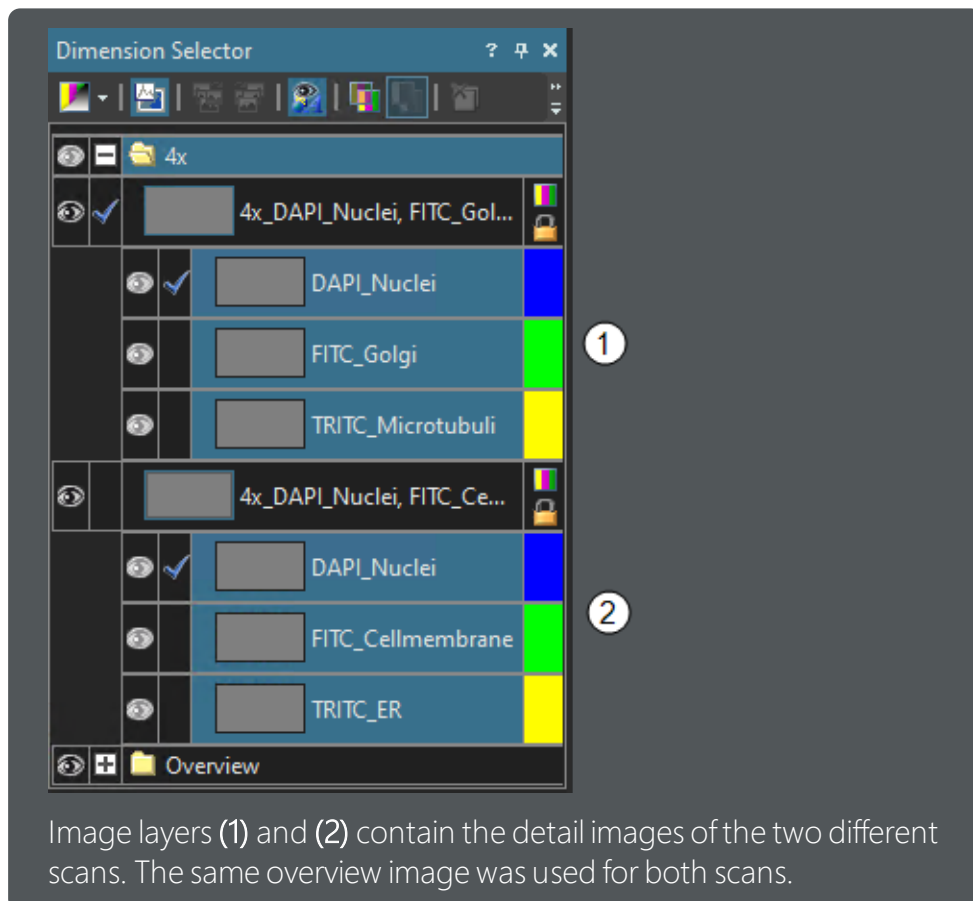 Dimension Selector ?
4x
4x_DAPI_Nuclei, FITC_Gol...
DAPI_Nuclei
FITC_Golgi
1
TRITC_Microtubuli
4x_DAPI_Nuclei, FITC_Ce...
DAPI_Nuclei
2
FITC_Cellmembrane
TRITC_ER
Overview
Image layers (1) and (2) contain the detail images of the two different
scans. The same overview image was used for both scans.